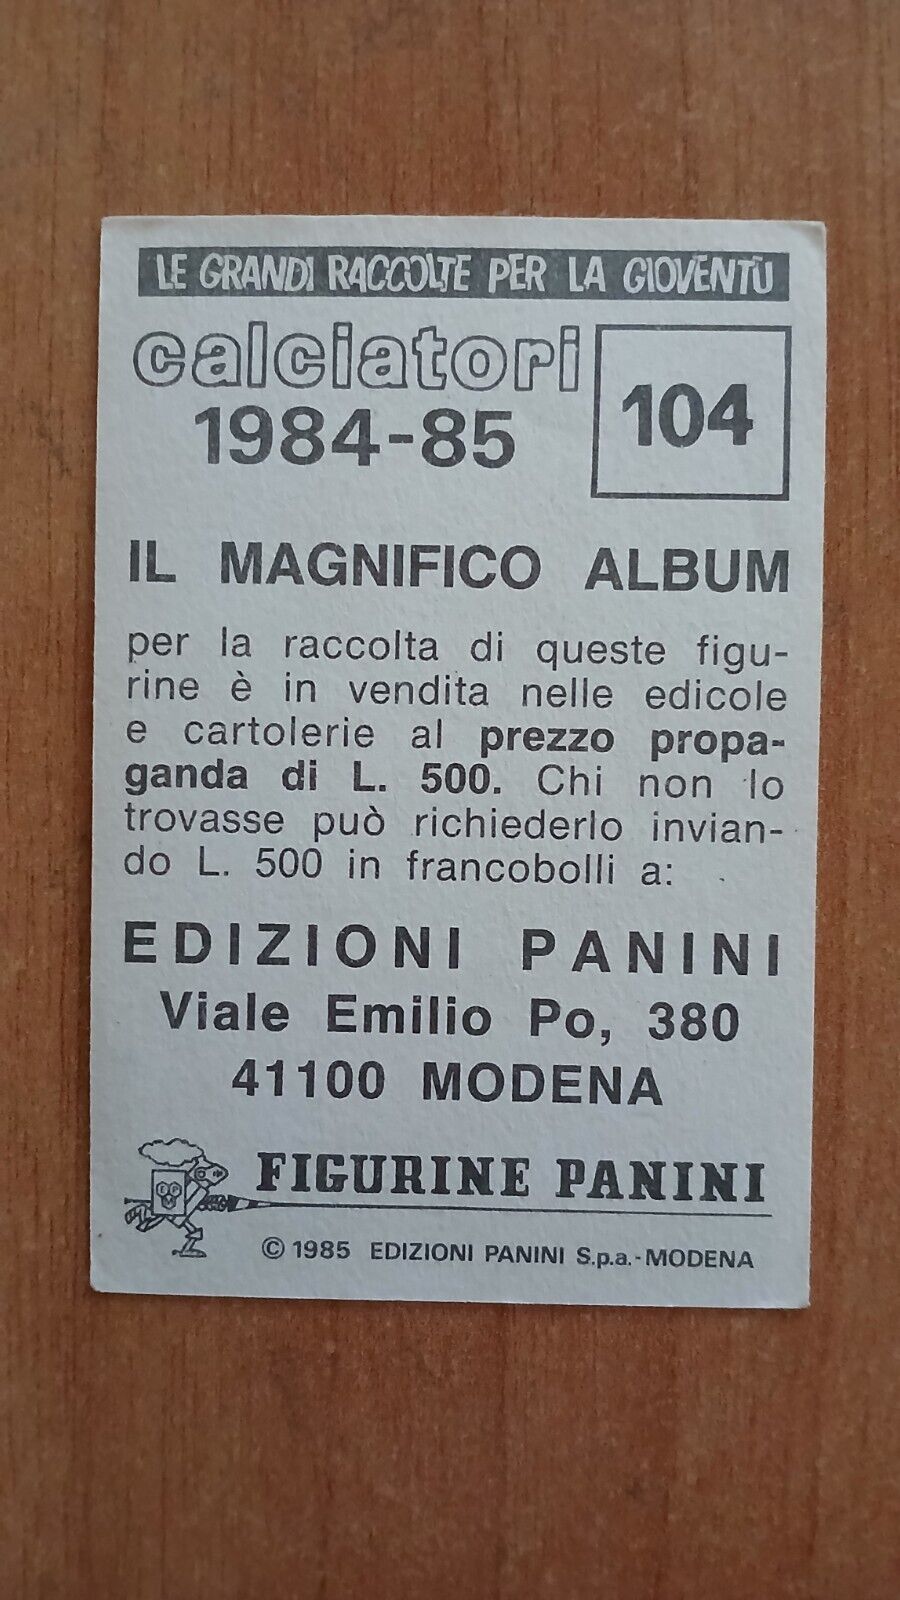 LE GRANDI RACCOLTE PER LA GIOVENTÙ
calciatori
1984-85
104
IL MAGNIFICO ALBUM
per la raccolta di queste figu-
rine è in vendita nelle edicole
e cartolerie al prezzo propa-
ganda di L. 500. Chi non lo
trovasse può richiederlo invian-
do L. 500 in francobolli a:
EDIZIONI PANINI
Viale Emilio Po, 380
41100 MODENA
FIGURINE PANINI
© 1985 EDIZIONI PANINI S.p.a.-MODENA